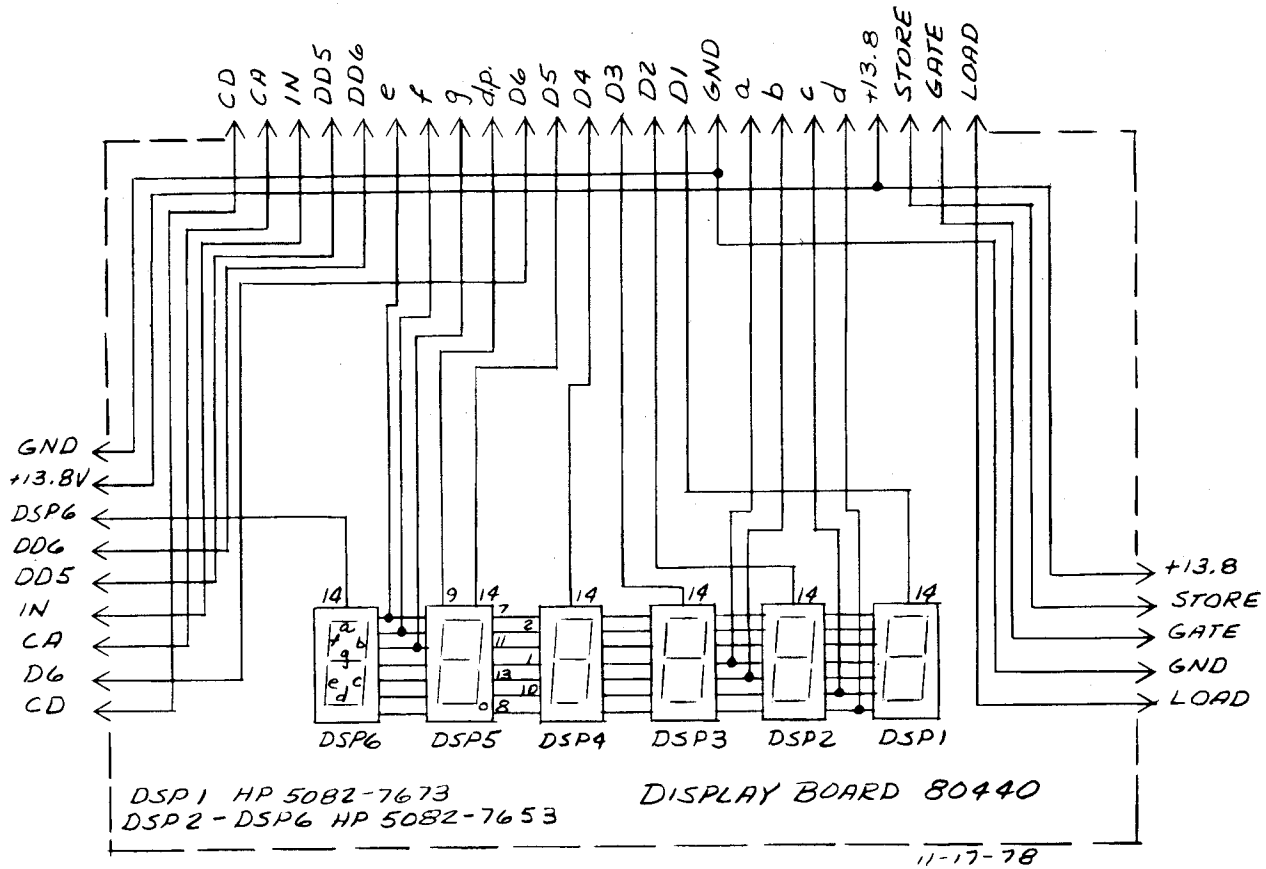 CD
CA
IN
DD5
DD6
e
f
g
dp.
D6
D5
D4
D3
D2
D1
GND
a
b
c
d
+13.8
STORE
GATE
LOAD
GND
+13.8V
DSP6
DD6
DD5
IN
CA
D6
CD
+13.8
STORE
GATE
GND
LOAD
14
9
14
14
14
14
14
7
2
11
1
13
10
8
a
f b
g
e c
d
DSP6
DSP5
DSP4
DSP3
DSP2
DSP1
DSP1 HP 5082-7673
DSP2-DSP6 HP 5082-7653
DISPLAY BOARD 80440
11-17-78